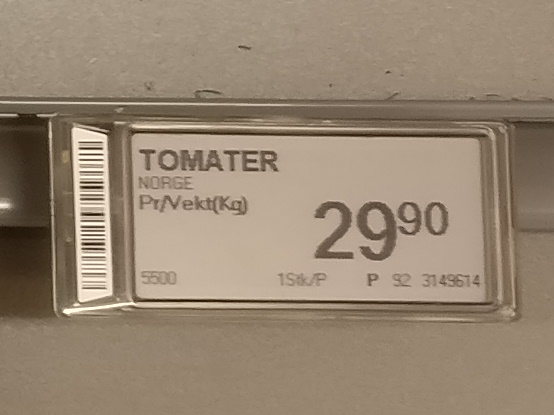 TOMATER
NORGE
Pr/Vekt(Kg)
29⁹⁰
5500 1Stk/P P 92 3149614